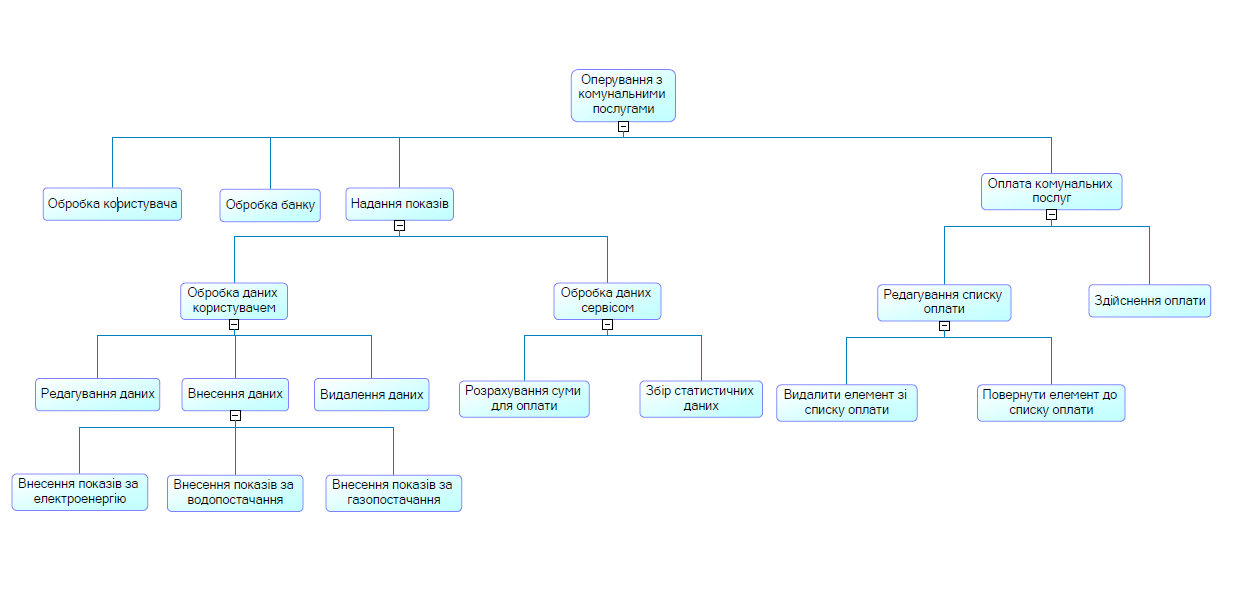 Оперування з
комунальними
послугами
Обробка користувача
Обробка банку
Надання показів
Оплата комунальних
послуг
Обробка даних
користувачем
Обробка даних
сервісом
Редагування списку
оплати
Здійснення оплати
Редагування даних
Внесення даних
Видалення даних
Розрахування суми
для оплати
Збір статистичних
даних
Видалити елемент зі
списку оплати
Повернути елемент до
списку оплати
Внесення показів за
електроенергію
Внесення показів за
водопостачання
Внесення показів за
газопостачання